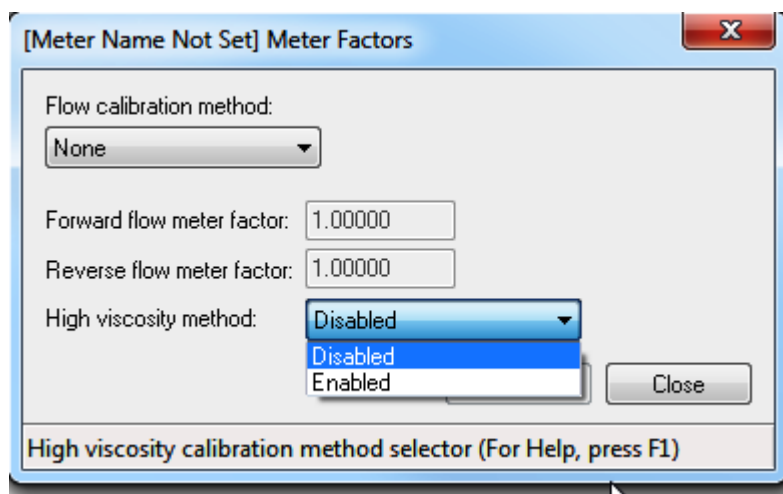 [Meter Name Not Set] Meter Factors
Flow calibration method:
None
Forward flow meter factor: 1.00000
Reverse flow meter factor: 1.00000
High viscosity method: Disabled
Disabled
Enabled
Close
High viscosity calibration method selector (For Help, press F1)